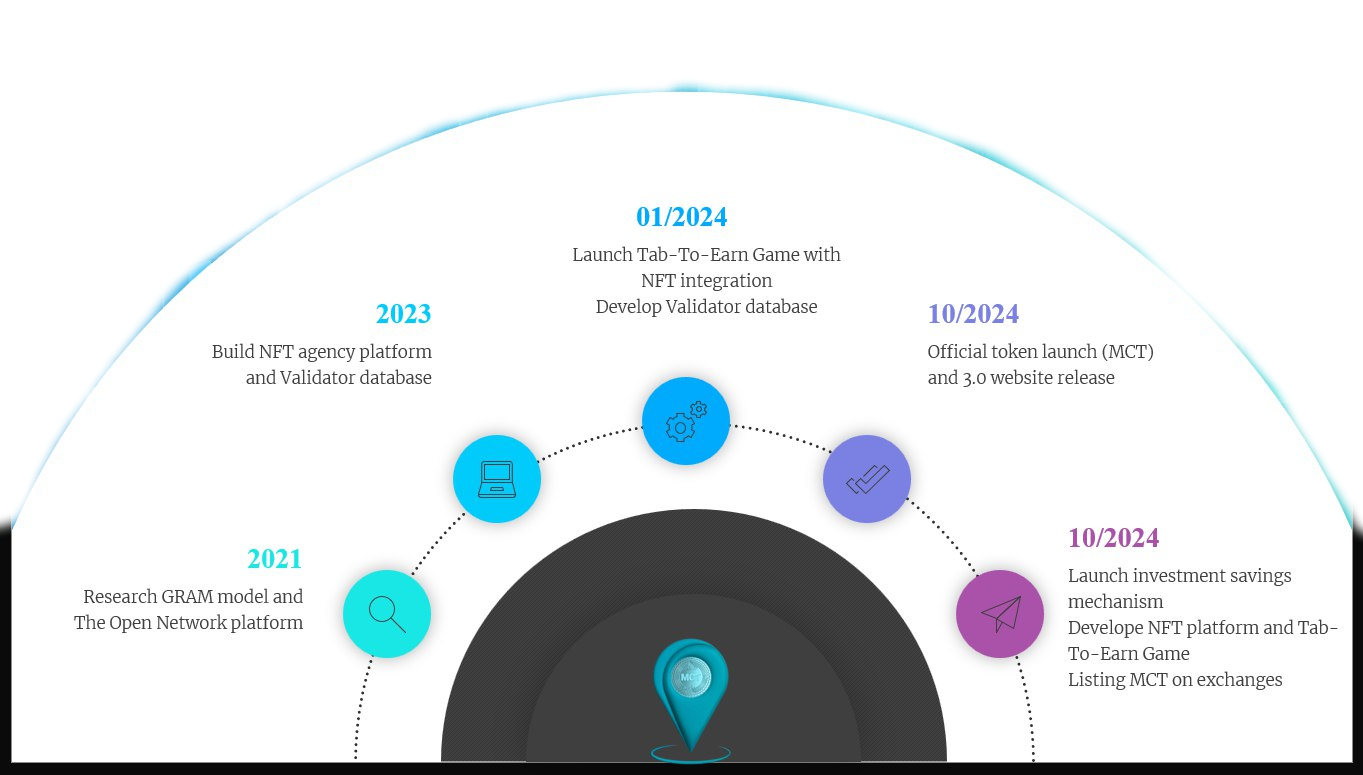 2021
Research GRAM model and
The Open Network platform
2023
Build NFT agency platform
and Validator database
01/2024
Launch Tab-To-Earn Game with
NFT integration
Develop Validator database
10/2024
Official token launch (MCT)
and 3.0 website release
10/2024
Launch investment savings
mechanism
Develope NFT platform and Tab-
To-Earn Game
Listing MCT on exchanges
MCT